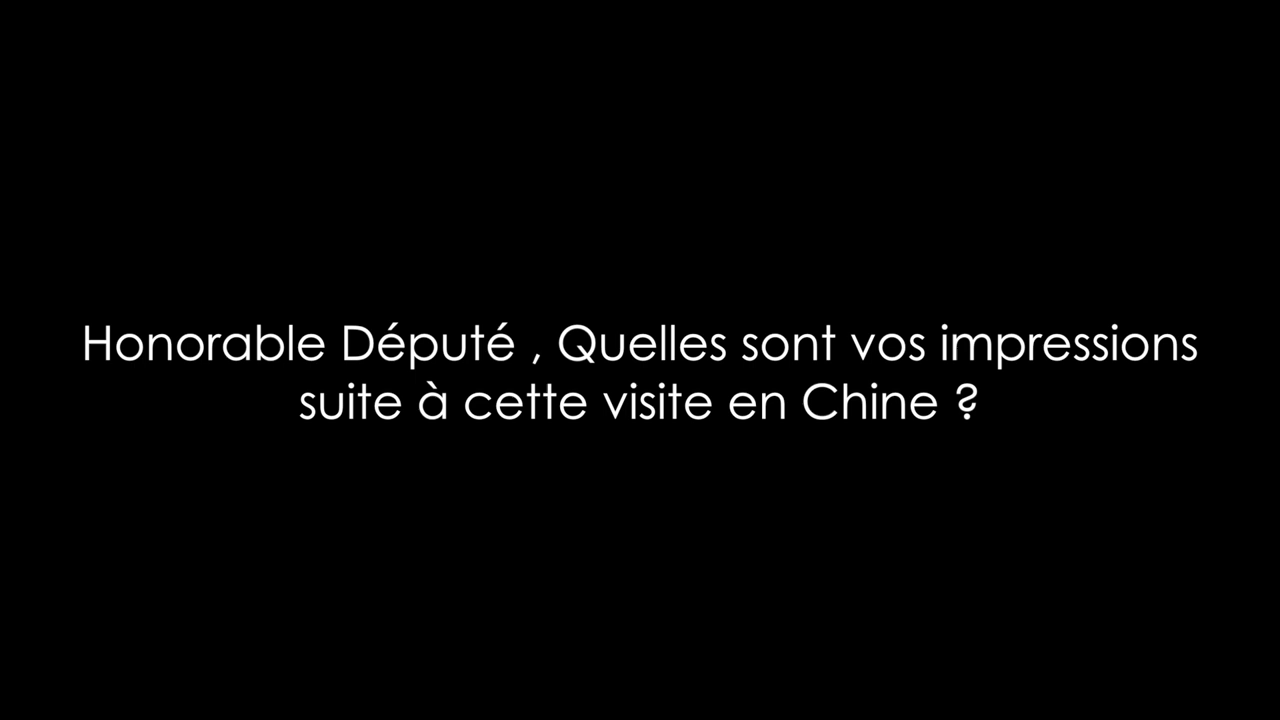 Honorable Député , Quelles sont vos impressions
suite à cette visite en Chine ?